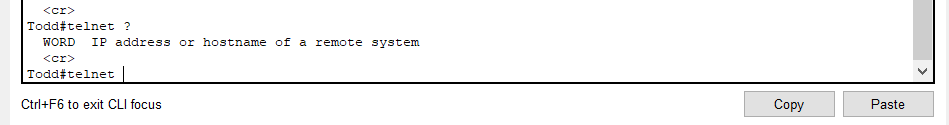 <cr>
Todd#telnet ?
WORD  IP address or hostname of a remote system
<cr>
Todd#telnet
Ctrl+F6 to exit CLI focus
Copy
Paste